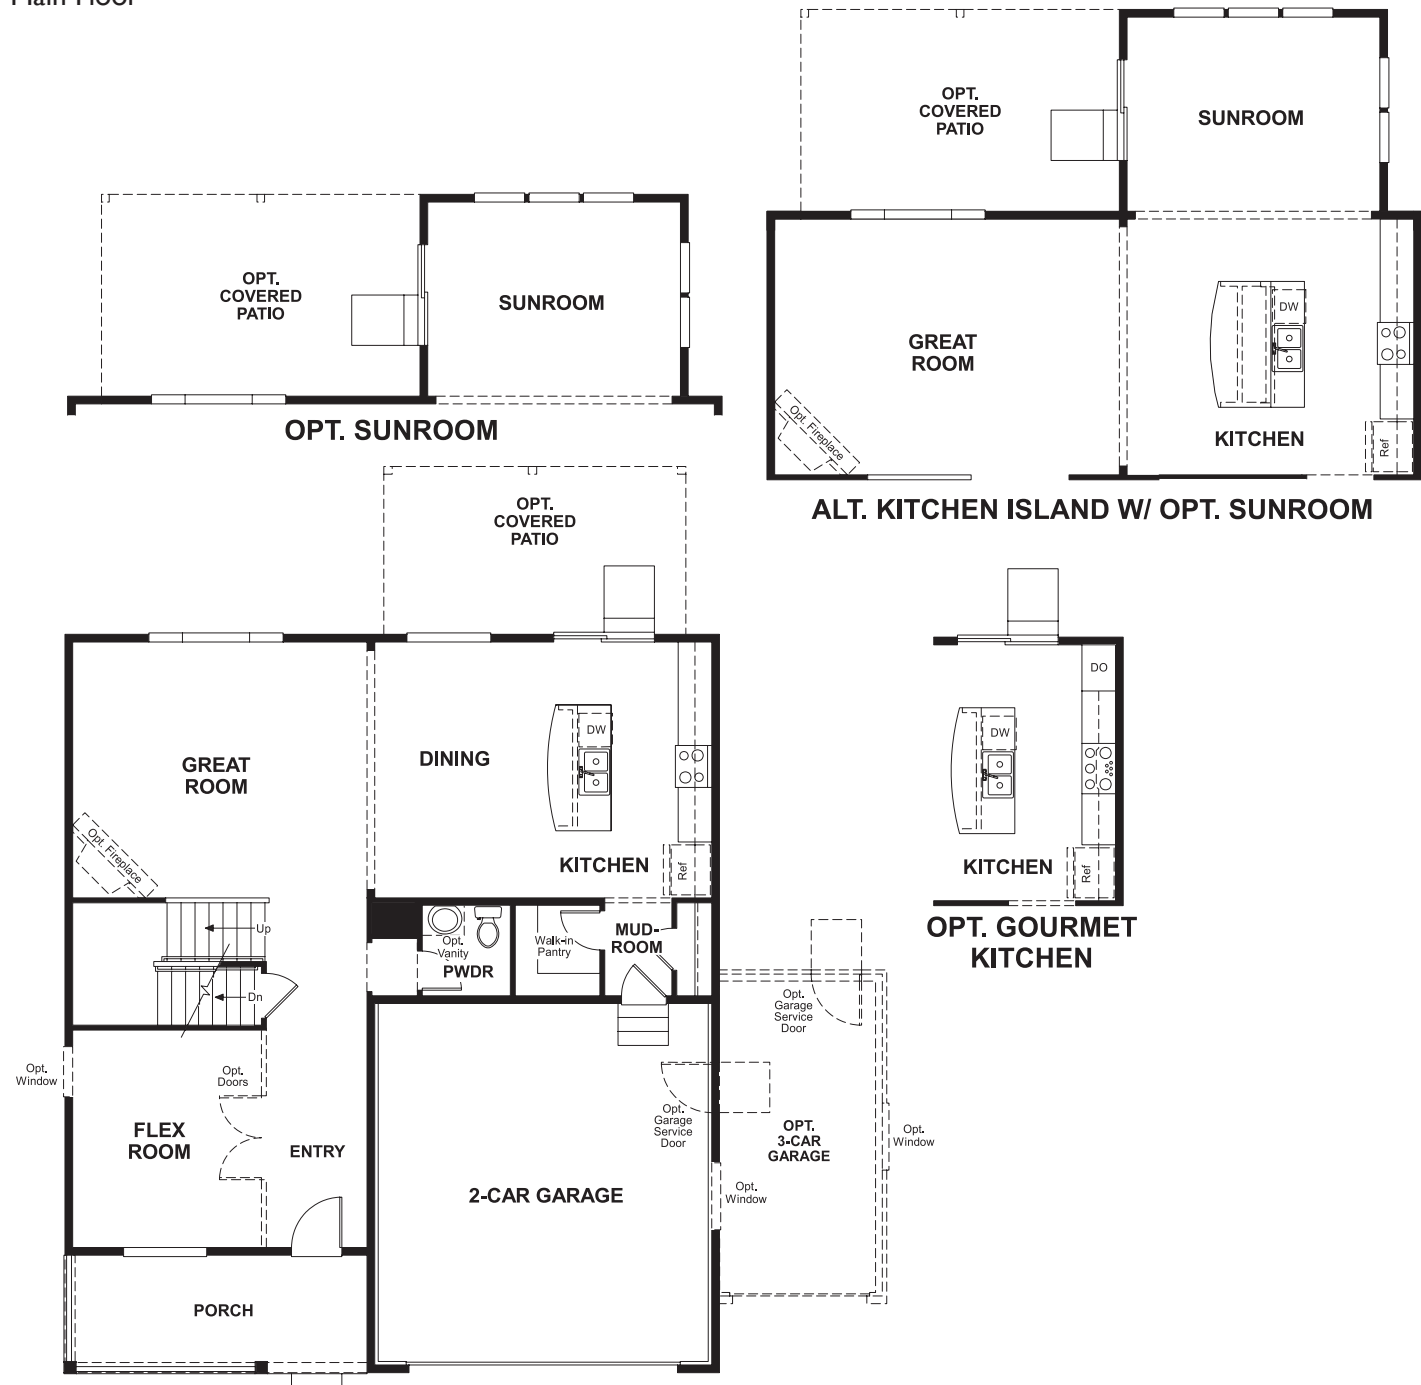 Main Floor
OPT.
COVERED
PATIO
SUNROOM
GREAT
ROOM
DW
KITCHEN
Ref
Opt. Fireplace
ALT. KITCHEN ISLAND W/ OPT. SUNROOM
OPT.
COVERED
PATIO
SUNROOM
OPT. SUNROOM
OPT.
COVERED
PATIO
GREAT
ROOM
DINING
DW
KITCHEN
Ref
Opt. Fireplace
Up
Dn
Opt.
Vanity
PWDR
Walk-in
Pantry
MUD-
ROOM
Opt.
Window
Opt.
Doors
FLEX
ROOM
ENTRY
PORCH
2-CAR GARAGE
Opt.
Garage
Service
Door
Opt.
Window
Opt.
Garage
Service
Door
OPT.
3-CAR
GARAGE
Opt.
Window
DO
DW
KITCHEN
Ref
OPT. GOURMET
KITCHEN